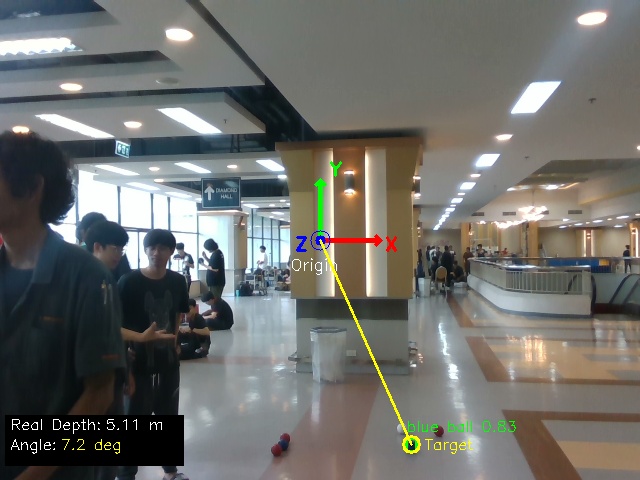 DIAMOND
HALL
Y
Z
X
Origin
blue ball 0.83
Target
Real Depth: 5.11 m
Angle: 7.2 deg